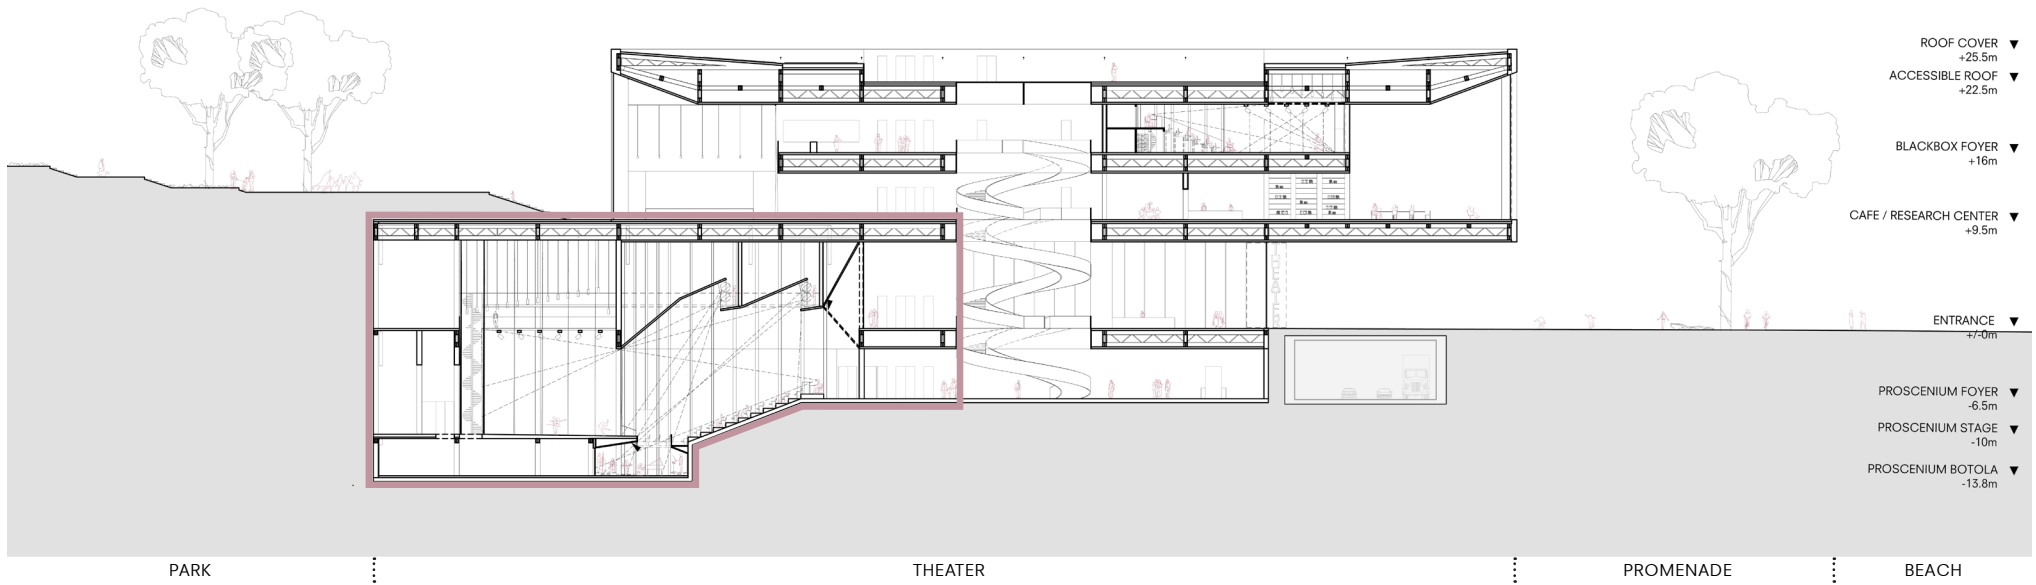 ROOF COVER
+25.5m
ACCESSIBLE ROOF
+22.5m
BLACKBOX FOYER
+16m
CAFE / RESEARCH CENTER
+9.5m
ENTRANCE
+/-0m
PROSCENIUM FOYER
-6.5m
PROSCENIUM STAGE
-10m
PROSCENIUM BOTOLA
-13.8m
PARK
THEATER
PROMENADE
BEACH